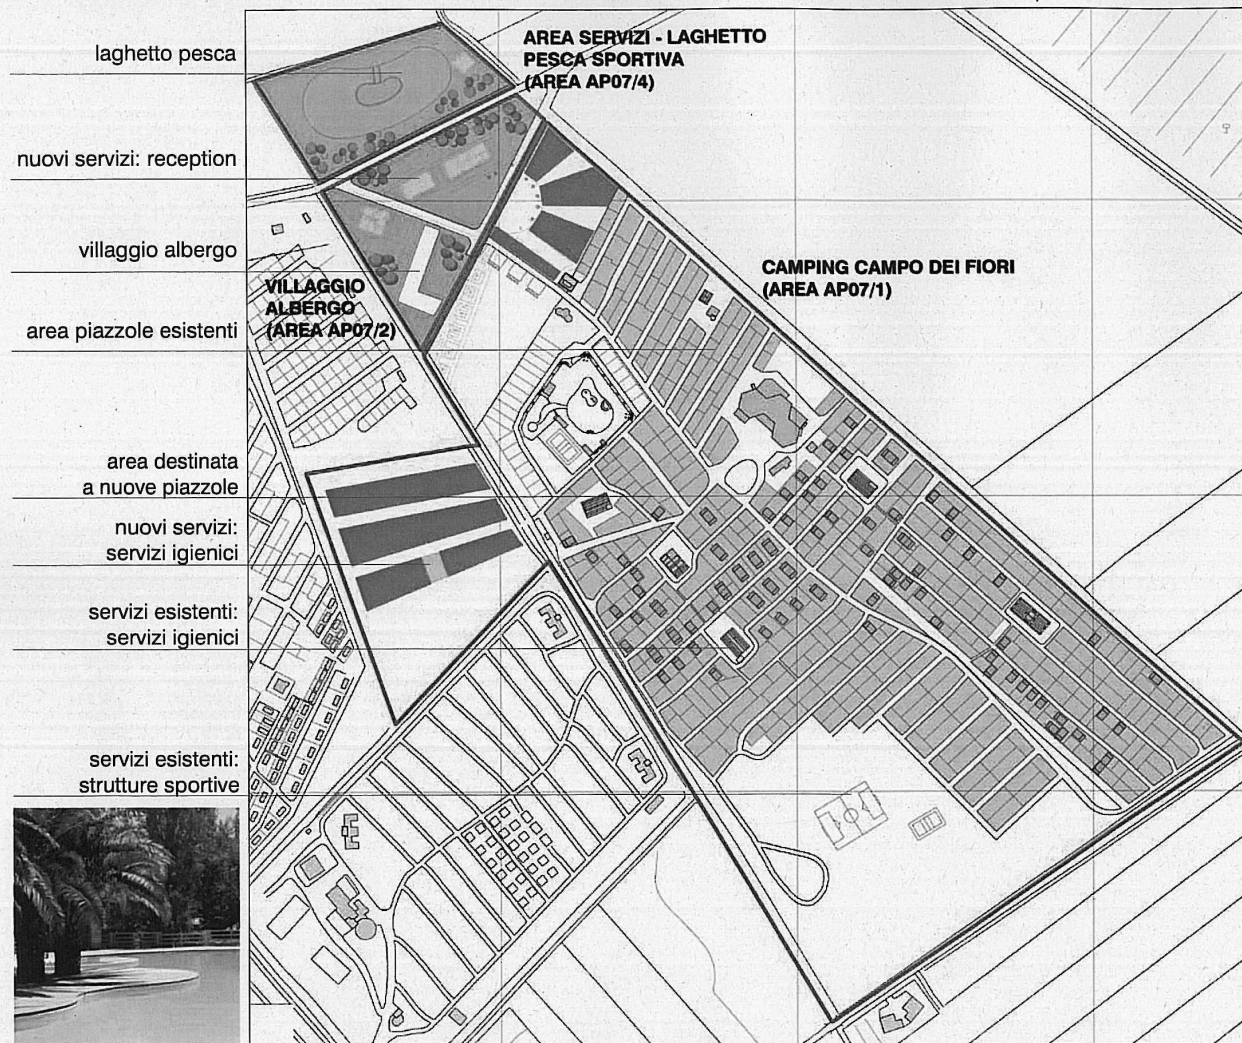 laghetto pesca
nuovi servizi: reception
villaggio albergo
area piazzole esistenti
area destinata
a nuove piazzole
nuovi servizi:
servizi igienici
servizi esistenti:
servizi igienici
servizi esistenti:
strutture sportive
AREA SERVIZI - LAGHETTO
PESCA SPORTIVA
(AREA AP07/4)
VILLAGGIO
ALBERGO
(AREA AP07/2)
CAMPING CAMPO DEI FIORI
(AREA AP07/1)